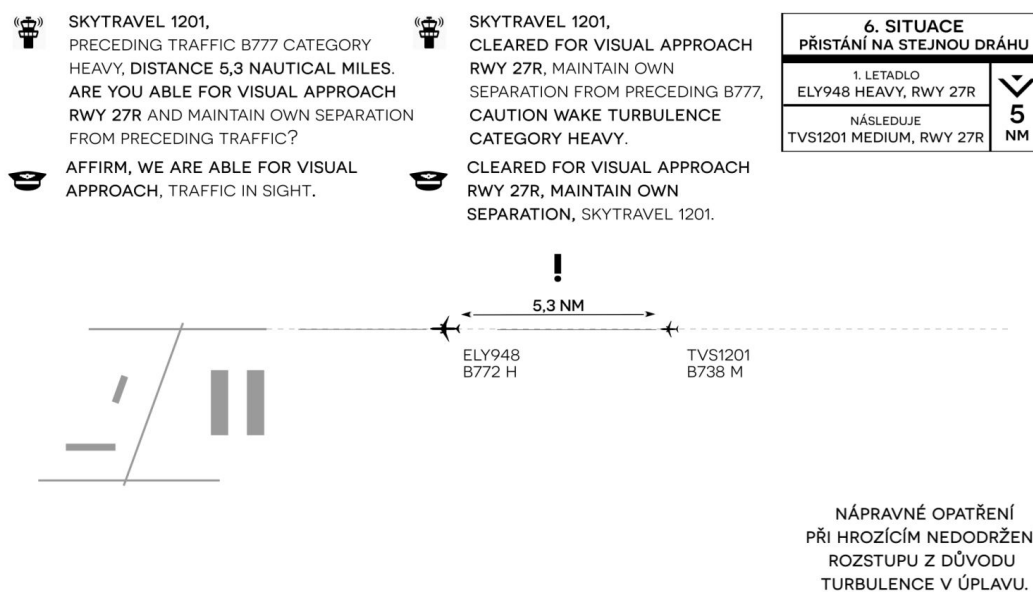 SKYTRAVEL 1201,
PRECEDING TRAFFIC B777 CATEGORY
HEAVY, DISTANCE 5,3 NAUTICAL MILES.
ARE YOU ABLE FOR VISUAL APPROACH
RWY 27R AND MAINTAIN OWN SEPARATION
FROM PRECEDING TRAFFIC?
AFFIRM, WE ARE ABLE FOR VISUAL
APPROACH, TRAFFIC IN SIGHT.
SKYTRAVEL 1201,
CLEARED FOR VISUAL APPROACH
RWY 27R, MAINTAIN OWN
SEPARATION FROM PRECEDING B777,
CAUTION WAKE TURBULENCE
CATEGORY HEAVY.
CLEARED FOR VISUAL APPROACH
RWY 27R, MAINTAIN OWN
SEPARATION, SKYTRAVEL 1201.
6. SITUACE
PŘISTÁNÍ NA STEJNOU DRÁHU
1. LETADLO
ELY948 HEAVY, RWY 27R
NÁSLEDUJE
TVS1201 MEDIUM, RWY 27R
5
NM
!
5,3 NM
ELY948
B772 H
TVS1201
B738 M
NÁPRAVNÉ OPATŘENÍ
PŘI HROZÍCÍM NEDODRŽEN
ROZSTUPU Z DŮVODU
TURBULENCE V ÚPLAVU.